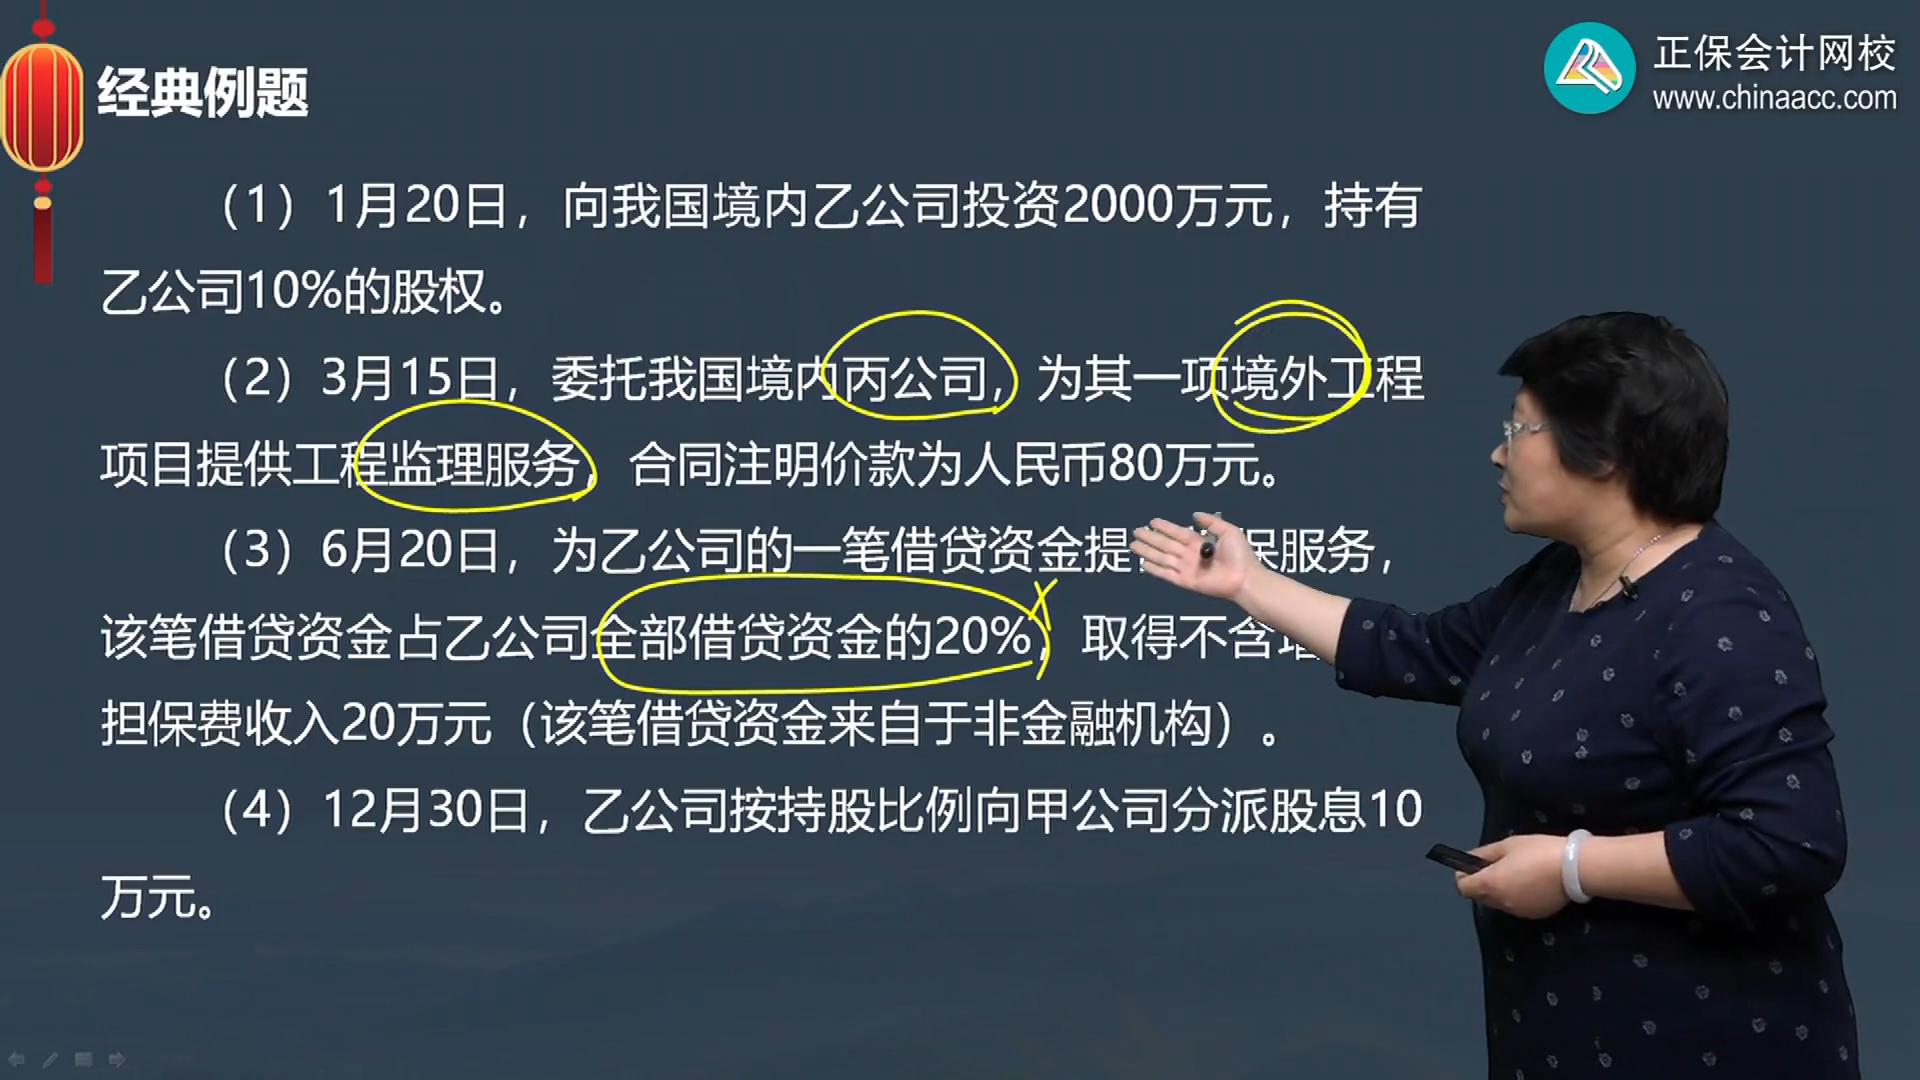 正保会计网校
www.chinaacc.com
经典例题
（1）1月20日，向我国境内乙公司投资2000万元，持有
乙公司10%的股权。
（2）3月15日，委托我国境内丙公司，为其一项境外工程
项目提供工程监理服务，合同注明价款为人民币80万元。
（3）6月20日，为乙公司的一笔借贷资金提 保服务，
该笔借贷资金占乙公司全部借贷资金的20%，取得不含
担保费收入20万元（该笔借贷资金来自于非金融机构）。
（4）12月30日，乙公司按持股比例向甲公司分派股息10
万元。